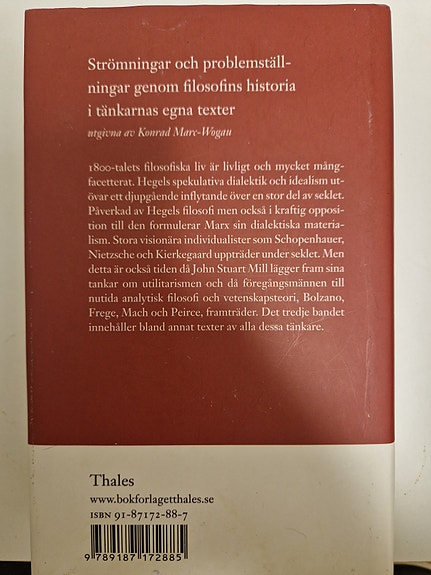 Strömningar och problemställ-
ningar genom filosofins historia
i tänkarnas egna texter
utgivna av Konrad Marc-Wogau
1800-talets filosofiska liv är livligt och mycket mång-
facetterat. Hegels spekulativa dialektik och idealism ut-
övar ett djupgående inflytande över en stor del av seklet.
Påverkad av Hegels filosofi men också i kraftig opposi-
tion till den formulerar Marx sin dialektiska materia-
lism. Stora visionära individualister som Schopenhauer,
Nietzsche och Kierkegaard uppträder under seklet. Men
detta är också tiden då John Stuart Mill lägger fram sina
tankar om utilitarismen och då föregångsmännen till
nutida analytisk filosofi och vetenskapsteori, Bolzano,
Frege, Mach och Peirce, framträder. Det tredje bandet
innehåller bland annat texter av alla dessa tänkare.
Thales
www.bokforlagetthales.se
ISBN 91-87172-88-7
9 789187 172885